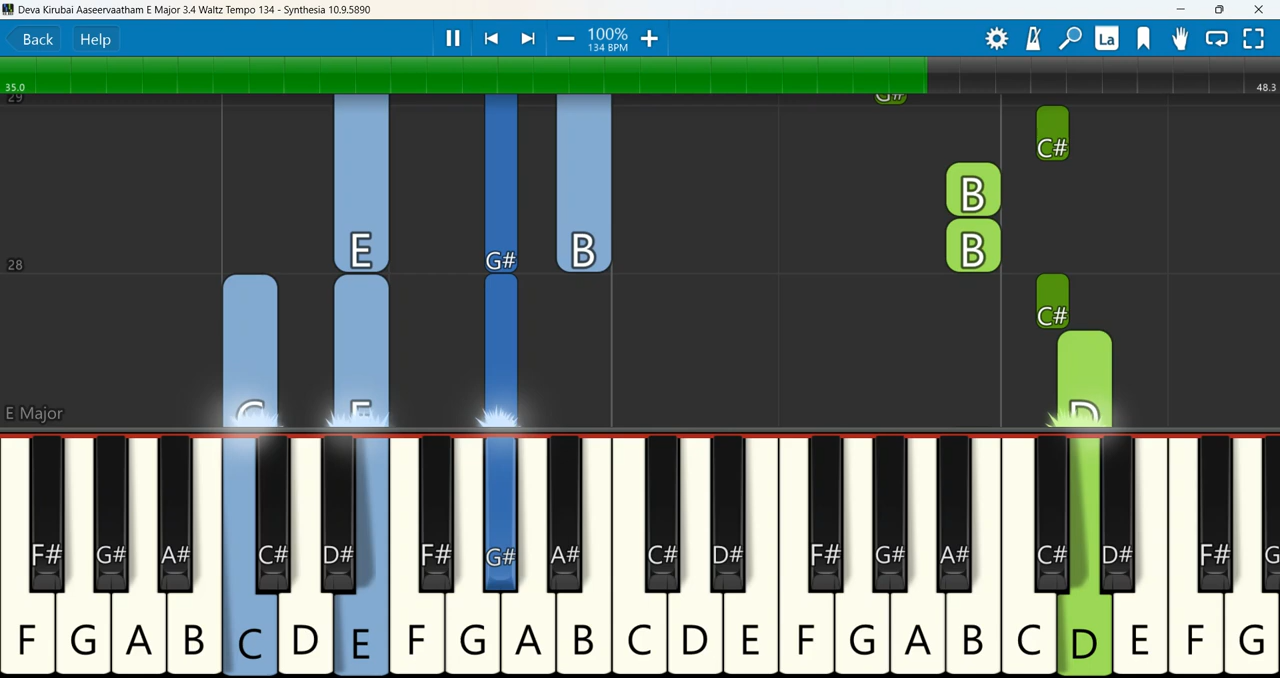 Deva Kirubai Aaseervaatham E Major 3.4 Waltz Tempo 134 - Synthesia 10.9.5890
Back Help 100% La
134 BPM
35.0 48.3
29 G#
C#
B
E G# B B
28
C#
E Major C E D
F# G# A# C# D# F# G# A# C# D# F# G# A# C# D# F# G
F G A B C D E F G A B C D E F G A B C D E F G